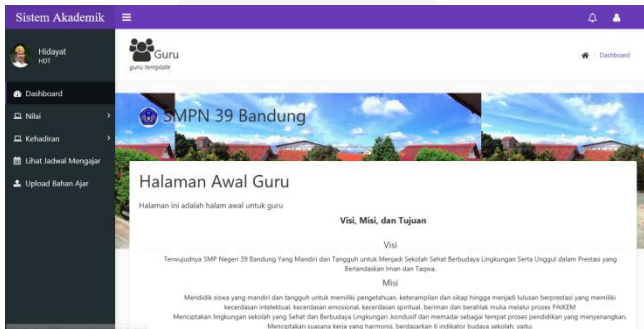 Sistem Akademik
Hidayat
HDT
Dashboard
Nilai
Kehadiran
Lihat Jadwal Mengajar
Upload Bahan Ajar
Guru
guru template
/ Dashboard
SMPN 39 Bandung
Halaman Awal Guru
Halaman ini adalah halam awal untuk guru
Visi, Misi, dan Tujuan
Visi
Terwujudnya SMP Negeri 39 Bandung Yang Mandiri dan Tangguh untuk Menjadi Sekolah Sehat Berbudaya Lingkungan Serta Unggul dalam Prestasi yang
Berlandaskan Iman dan Taqwa.
Misi
Mendidik siswa yang mandiri dan tangguh untuk memiliki pengetahuan, keterampilan dan sikap hingga menjadi lulusan berprestasi yang memiliki
kecerdasan intelektual, kecerdasan emosional, kecerdasan spiritual, beriman dan berakhlak mulia melalui proses PAIKEM
Menciptakan lingkungan sekolah yang Sehat dan Berbudaya Lingkungan ,kondusif dan memadai sebagai tempat proses pendidikan yang menyenangkan.
Menciptakan suasana kerja yang harmonis, berdasarkan 6 indikator budaya sekolah, yaitu: